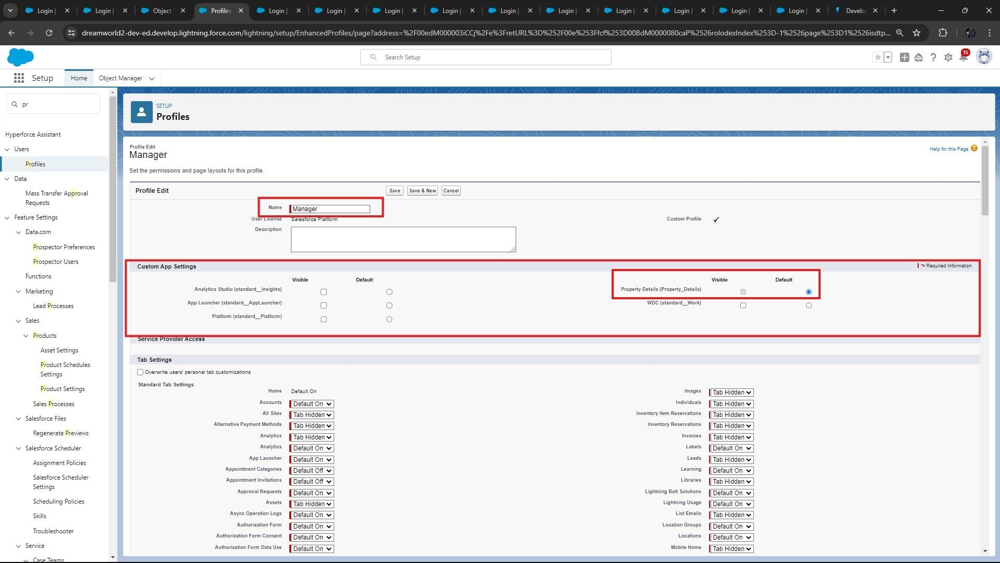 Login |
Login |
Object
Profiles
Login |
Login |
Login |
Login |
Login |
Login |
Login |
Login |
Login |
Login |
Develo
dreamworld2-dev-ed.develop.lightning.force.com/lightning/setup/EnhancedProfiles/page?address=%2F00edM000003iCCj%2Fe%3FretURL%3D%252F00e%253Ffcf%253D00BdM0000080caP%2526rolodexIndex%253D-1%2526page%253D1%2526isdtp...
Search Setup
15
Setup
Home
Object Manager
pr
Hyperforce Assistant
Users
Profiles
Data
Mass Transfer Approval
Requests
Feature Settings
Data.com
Prospector Preferences
Prospector Users
Functions
Marketing
Lead Processes
Sales
Products
Asset Settings
Product Schedules
Settings
Product Settings
Sales Processes
Salesforce Files
Regenerate Previews
Salesforce Scheduler
Assignment Policies
Salesforce Scheduler
Settings
Scheduling Policies
Skills
Troubleshooter
Service
Case Teams
SETUP
Profiles
Profile Edit
Manager
Help for this Page
Set the permissions and page layouts for this profile.
Profile Edit
Save
Save & New
Cancel
Name Manager
User License Salesforce Platform
Custom Profile
Description
Custom App Settings
= Required Information
Visible Default
Visible Default
Analytics Studio (standard__Insights)
Property Details (Property_Details)
App Launcher (standard__AppLauncher)
WDC (standard__Work)
Platform (standard__Platform)
Service Provider Access
Tab Settings
Overwrite users' personal tab customizations
Standard Tab Settings
Home Default On
Images Tab Hidden
Accounts Default On
Individuals Tab Hidden
All Sites Tab Hidden
Inventory Item Reservations Tab Hidden
Alternative Payment Methods Tab Hidden
Inventory Reservations Tab Hidden
Analytics Tab Hidden
Invoices Tab Hidden
Analytics Default On
Labels Default On
App Launcher Default On
Leads Tab Hidden
Appointment Categories Default Off
Learning Default On
Appointment Invitations Default Off
Libraries Tab Hidden
Approval Requests Default On
Lightning Bolt Solutions Default On
Assets Tab Hidden
Lightning Usage Default On
Async Operation Logs Default On
List Emails Tab Hidden
Authorization Form Default On
Location Groups Default On
Authorization Form Consent Default On
Locations Default On
Authorization Form Data Use Default On
Mobile Home Tab Hidden